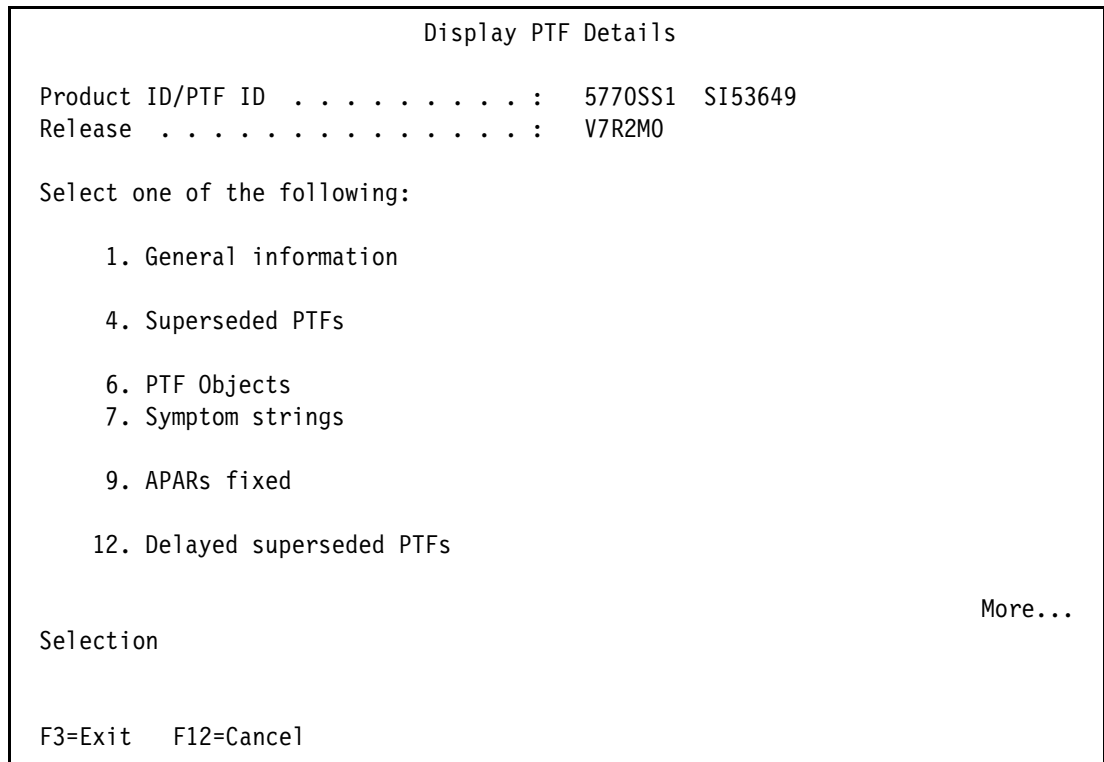 Display PTF Details
Product ID/PTF ID . . . . . . . . . : 5770SS1 SI53649
Release . . . . . . . . . . . . . . : V7R2M0
Select one of the following:
1. General information
4. Superseded PTFs
6. PTF Objects
7. Symptom strings
9. APARs fixed
12. Delayed superseded PTFs
More...
Selection
F3=Exit F12=Cancel